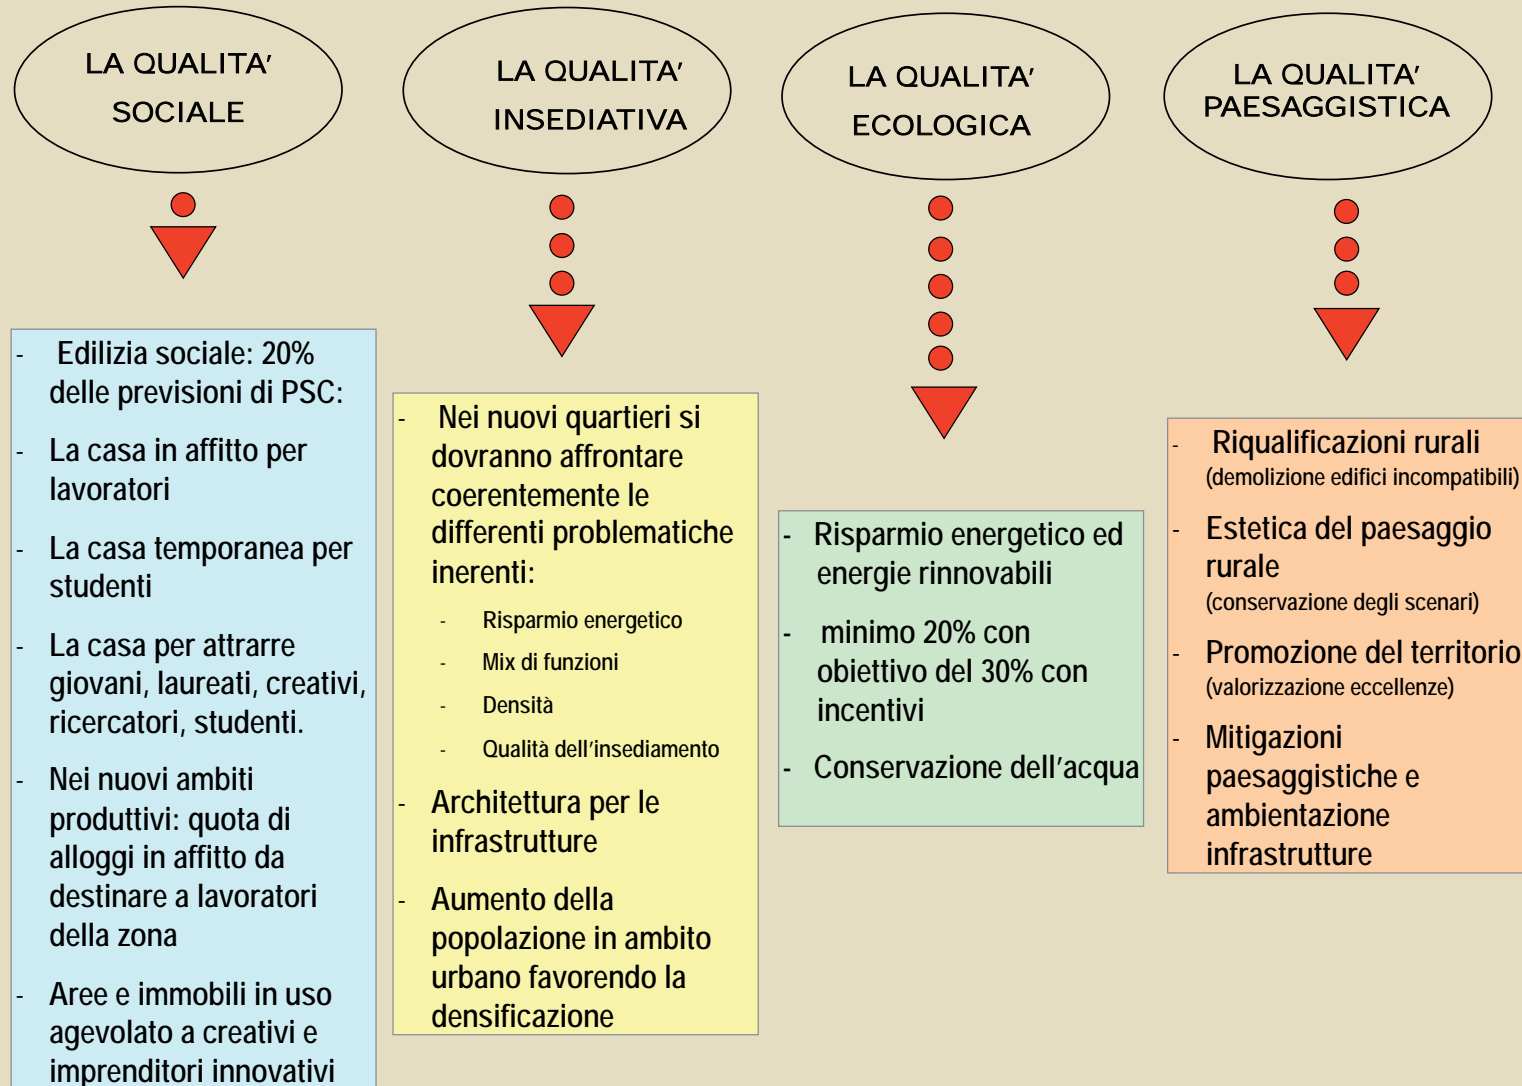 LA QUALITA’
SOCIALE
- Edilizia sociale: 20%
delle previsioni di PSC:
- La casa in affitto per
lavoratori
- La casa temporanea per
studenti
- La casa per attrarre
giovani, laureati, creativi,
ricercatori, studenti.
- Nei nuovi ambiti
produttivi: quota di
alloggi in affitto da
destinare a lavoratori
della zona
- Aree e immobili in uso
agevolato a creativi e
imprenditori innovativi
LA QUALITA’
INSEDIATIVA
- Nei nuovi quartieri si
dovranno affrontare
coerentemente le
differenti problematiche
inerenti:
- Risparmio energetico
- Mix di funzioni
- Densità
- Qualità dell’insediamento
- Architettura per le
infrastrutture
- Aumento della
popolazione in ambito
urbano favorendo la
densificazione
LA QUALITA’
ECOLOGICA
- Risparmio energetico ed
energie rinnovabili
- minimo 20% con
obiettivo del 30% con
incentivi
- Conservazione dell’acqua
LA QUALITA’
PAESAGGISTICA
- Riqualificazioni rurali
(demolizione edifici incompatibili)
- Estetica del paesaggio
rurale
(conservazione degli scenari)
- Promozione del territorio
(valorizzazione eccellenze)
- Mitigazioni
paesaggistiche e
ambientazione
infrastrutture